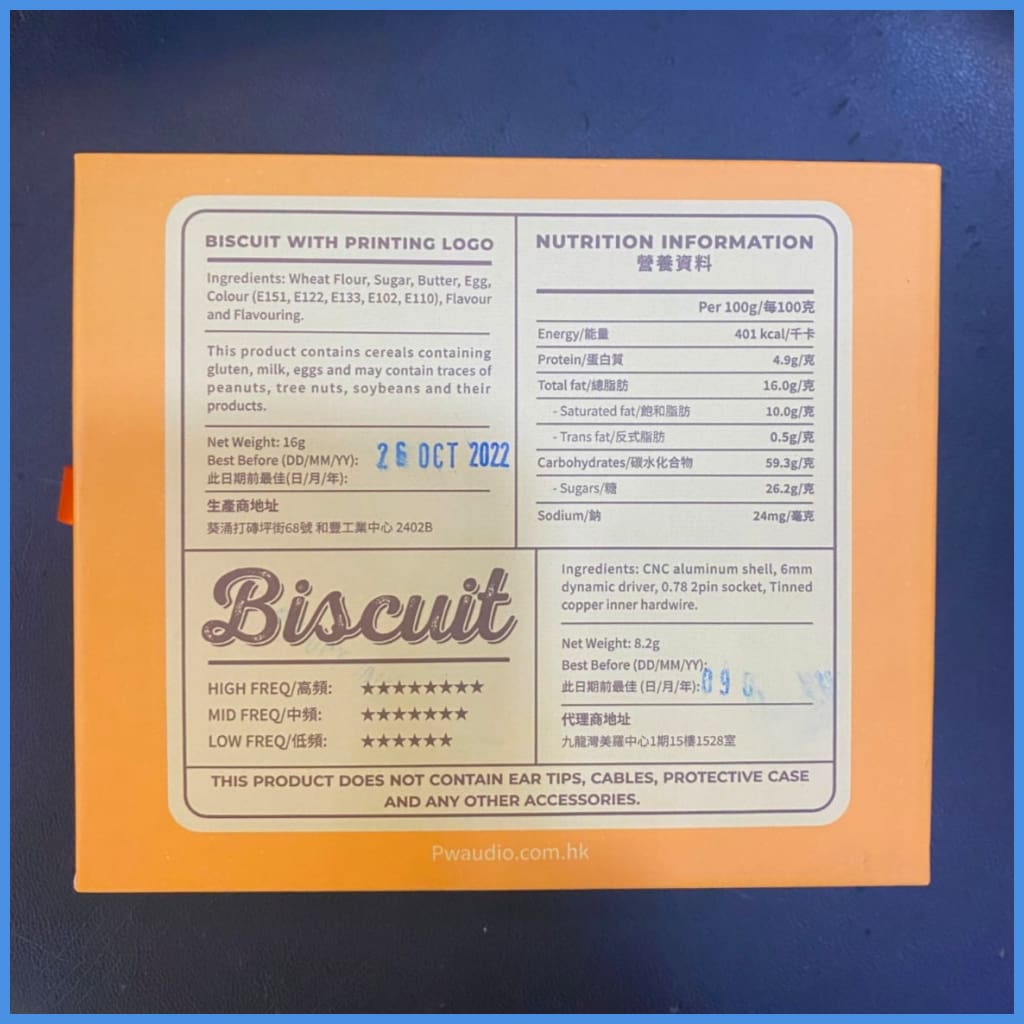 BISCUIT WITH PRINTING LOGO
Ingredients: Wheat Flour, Sugar, Butter, Egg,
Colour (E151, E122, E133, E102, E110), Flavour
and Flavouring.
This product contains cereals containing
gluten, milk, eggs and may contain traces of
peanuts, tree nuts, soybeans and their
products.
Net Weight: 16g
Best Before (DD/MM/YY): 26 OCT 2022
此日期前最佳(日/月/年):
生產商地址
葵涌打磚坪街68號 和豐工業中心 2402B
NUTRITION INFORMATION
營養資料
Per 100g/每100克
Energy/能量 401 kcal/千卡
Protein/蛋白質 4.9g/克
Total fat/總脂肪 16.0g/克
- Saturated fat/飽和脂肪 10.0g/克
- Trans fat/反式脂肪 0.5g/克
Carbohydrates/碳水化合物 59.3g/克
- Sugars/糖 26.2g/克
Sodium/鈉 24mg/毫克
Biscuit
HIGH FREQ/高頻: ★★★★★★★★
MID FREQ/中頻: ★★★★★★★
LOW FREQ/低頻: ★★★★★★
Ingredients: CNC aluminum shell, 6mm
dynamic driver, 0.78 2pin socket, Tinned
copper inner hardwire.
Net Weight: 8.2g
Best Before (DD/MM/YY):
此日期前最佳 (日/月/年):
代理商地址
九龍灣美羅中心1期15樓1528室
THIS PRODUCT DOES NOT CONTAIN EAR TIPS, CABLES, PROTECTIVE CASE
AND ANY OTHER ACCESSORIES.
Pwaudio.com.hk